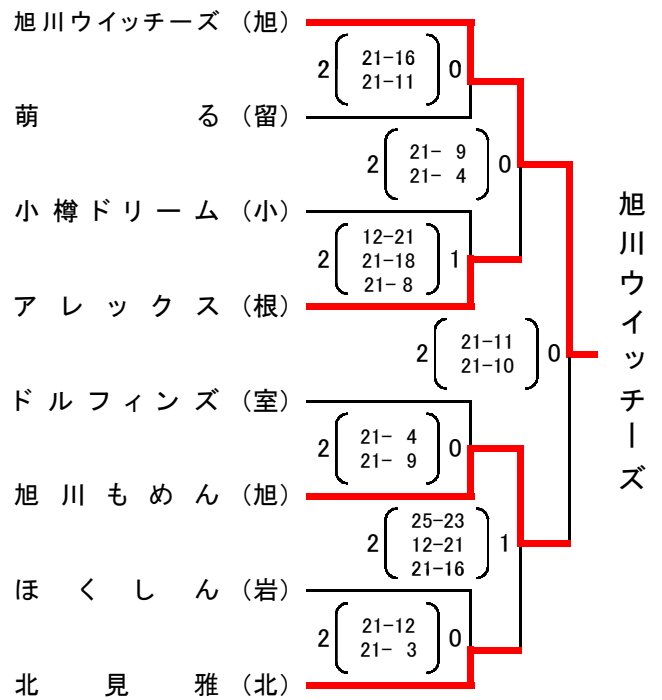 旭川ウイッチーズ（旭）
2 21-16 0
21-11
萌る（留）
2 21- 9 0
21- 4
小樽ドリーム（小）
12-21
2 21-18 1
21- 8
アレックス（根）
2 21-11 0
21-10
ドルフィンズ（室）
2 21- 4 0
21- 9
旭川もめん（旭）
25-23
2 12-21 1
21-16
ほくしん（岩）
2 21-12 0
21- 3
北見雅（北）
旭川ウイッチーズ